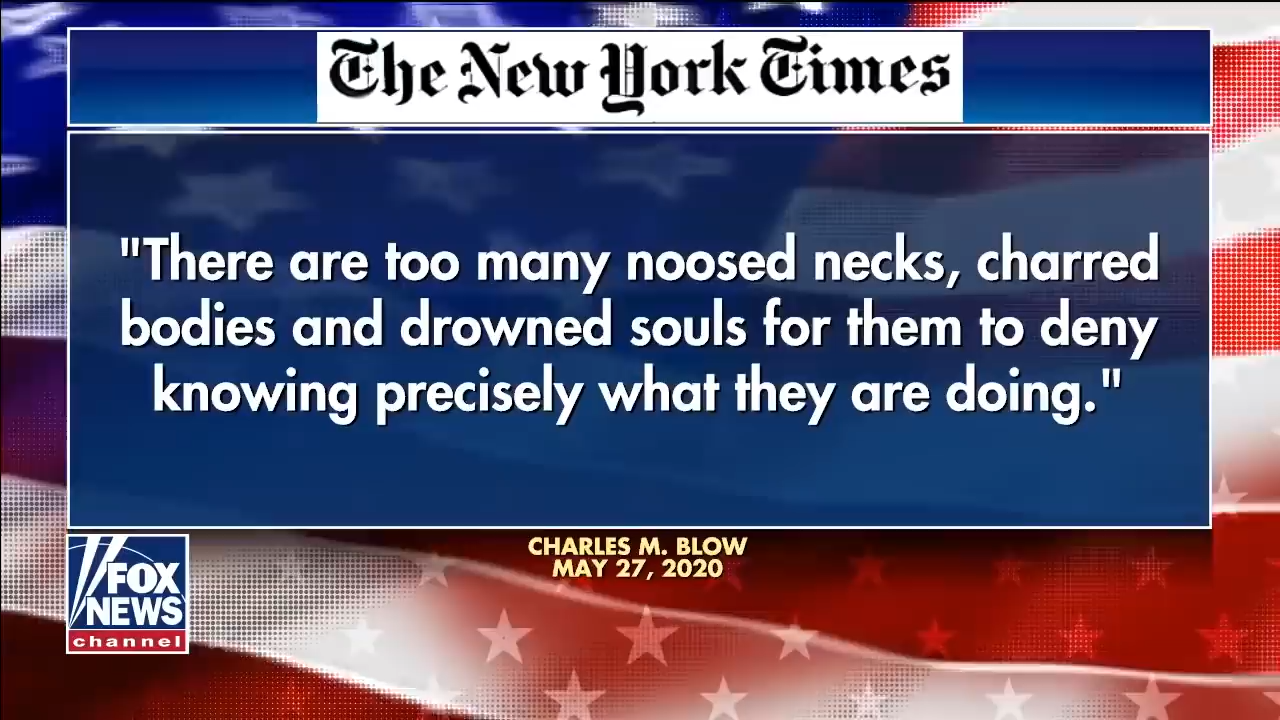 The New York Times
"There are too many noosed necks, charred
bodies and drowned souls for them to deny
knowing precisely what they are doing."
CHARLES M. BLOW
MAY 27, 2020
FOX
NEWS
channel